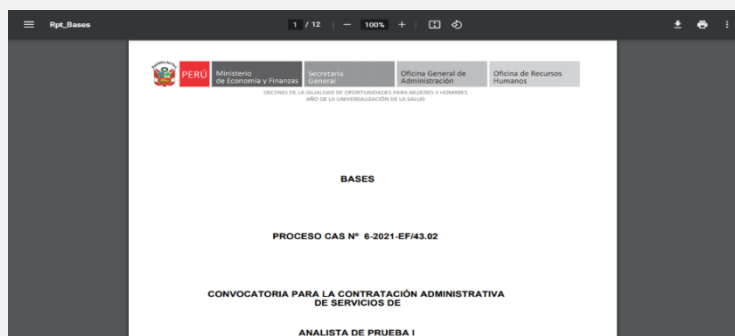 Rpt_Bases
1 / 12
100%
PERÚ
Ministerio
de Economía y Finanzas
Secretaría
General
Oficina General de
Administración
Oficina de Recursos
Humanos
DECENIO DE LA IGUALDAD DE OPORTUNIDADES PARA MUJERES Y HOMBRES
AÑO DE LA UNIVERSALIZACIÓN DE LA SALUD
BASES
PROCESO CAS N° 6-2021-EF/43.02
CONVOCATORIA PARA LA CONTRATACIÓN ADMINISTRATIVA
DE SERVICIOS DE
ANALISTA DE PRUEBA I